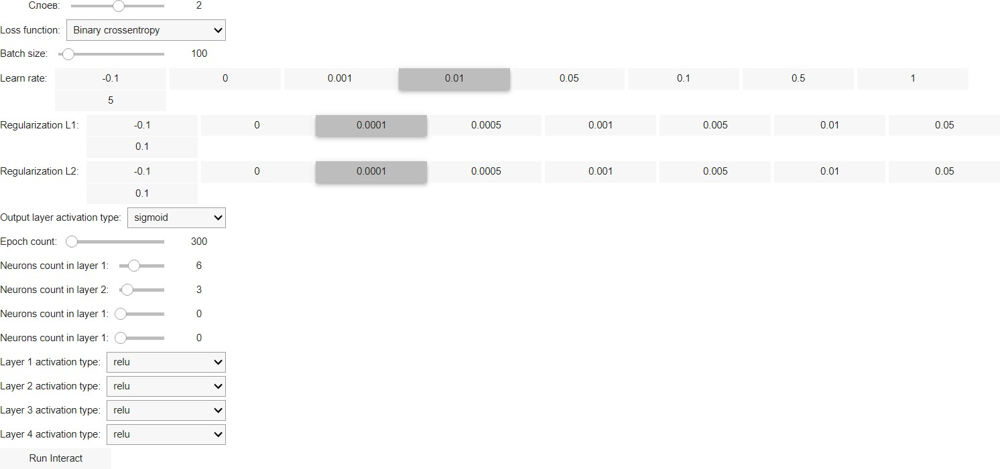 Слоев: 2
Loss function: Binary crossentropy
Batch size: 100
Learn rate: -0.1 0 0.001 0.01 0.05 0.1 0.5 1
5
Regularization L1: -0.1 0 0.0001 0.0005 0.001 0.005 0.01 0.05
0.1
Regularization L2: -0.1 0 0.0001 0.0005 0.001 0.005 0.01 0.05
0.1
Output layer activation type: sigmoid
Epoch count: 300
Neurons count in layer 1: 6
Neurons count in layer 2: 3
Neurons count in layer 1: 0
Neurons count in layer 1: 0
Layer 1 activation type: relu
Layer 2 activation type: relu
Layer 3 activation type: relu
Layer 4 activation type: relu
Run Interact